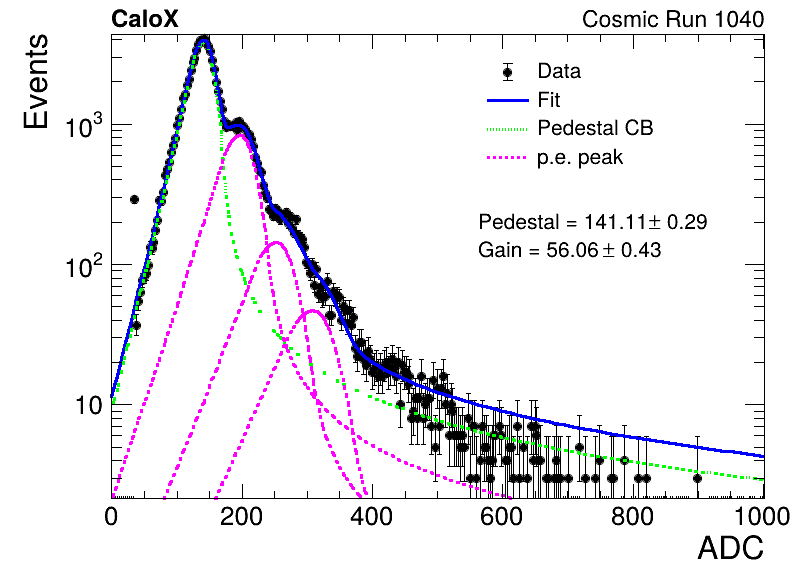 CaloX Cosmic Run 1040
Events
Data
Fit
Pedestal CB
p.e. peak
Pedestal = 141.11± 0.29
Gain = 56.06 ± 0.43
10³
10²
10
0 200 400 600 800 1000
ADC